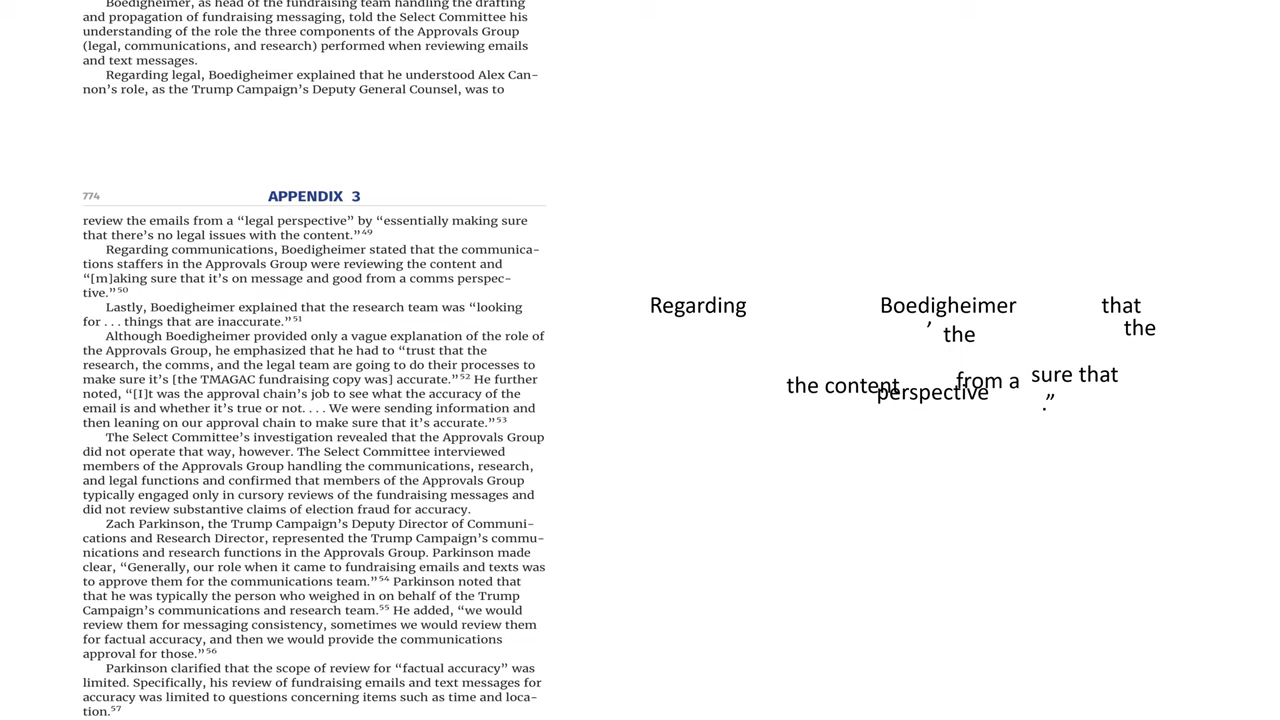 Boedigheimer, as head of the fundraising team handling the drafting
and propagation of fundraising messaging, told the Select Committee his
understanding of the role the three components of the Approvals Group
(legal, communications, and research) performed when reviewing emails
and text messages.
Regarding legal, Boedigheimer explained that he understood Alex Can-
non’s role, as the Trump Campaign’s Deputy General Counsel, was to
774
APPENDIX 3
review the emails from a “legal perspective” by “essentially making sure
that there’s no legal issues with the content.”49
Regarding communications, Boedigheimer stated that the communica-
tions staffers in the Approvals Group were reviewing the content and
“[m]aking sure that it’s on message and good from a comms perspec-
tive.”50
Lastly, Boedigheimer explained that the research team was “looking
for . . . things that are inaccurate.”51
Although Boedigheimer provided only a vague explanation of the role of
the Approvals Group, he emphasized that he had to “trust that the
research, the comms, and the legal team are going to do their processes to
make sure it’s [the TMAGAC fundraising copy was] accurate.”52 He further
noted, “[I]t was the approval chain’s job to see what the accuracy of the
email is and whether it’s true or not. . . . We were sending information and
then leaning on our approval chain to make sure that it’s accurate.”53
The Select Committee’s investigation revealed that the Approvals Group
did not operate that way, however. The Select Committee interviewed
members of the Approvals Group handling the communications, research,
and legal functions and confirmed that members of the Approvals Group
typically engaged only in cursory reviews of the fundraising messages and
did not review substantive claims of election fraud for accuracy.
Zach Parkinson, the Trump Campaign’s Deputy Director of Communi-
cations and Research Director, represented the Trump Campaign’s commu-
nications and research functions in the Approvals Group. Parkinson made
clear, “Generally, our role when it came to fundraising emails and texts was
to approve them for the communications team.”54 Parkinson noted that
that he was typically the person who weighed in on behalf of the Trump
Campaign’s communications and research team.55 He added, “we would
review them for messaging consistency, sometimes we would review them
for factual accuracy, and then we would provide the communications
approval for those.”56
Parkinson clarified that the scope of review for “factual accuracy” was
limited. Specifically, his review of fundraising emails and text messages for
accuracy was limited to questions concerning items such as time and loca-
tion.57
Regarding Boedigheimer that
’ the the
the content from a sure that
perspective .”